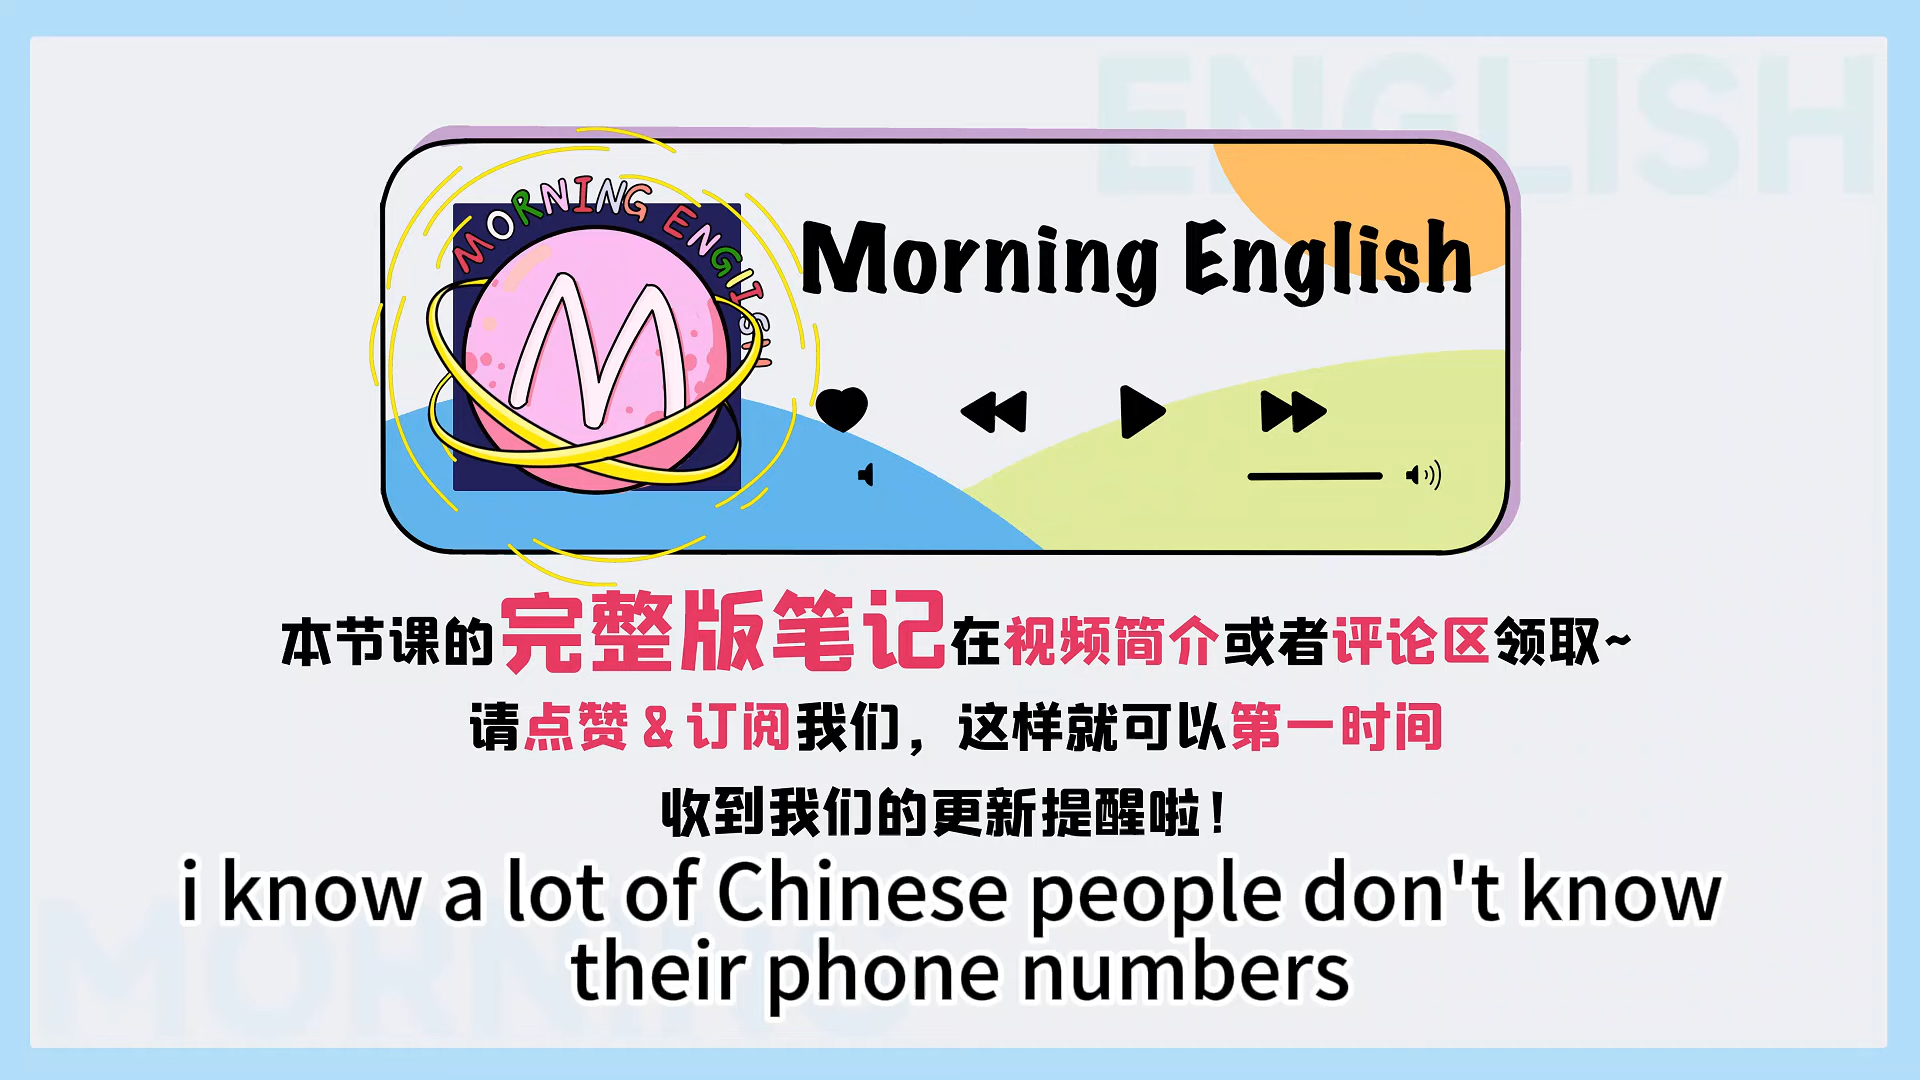 ENGLISH
MORNING ENGLISH
M
Morning English
本节课的完整版笔记在视频简介或者评论区领取~
请点赞&订阅我们，这样就可以第一时间
收到我们的更新提醒啦！
i know a lot of Chinese people don't know
their phone numbers
MORNING